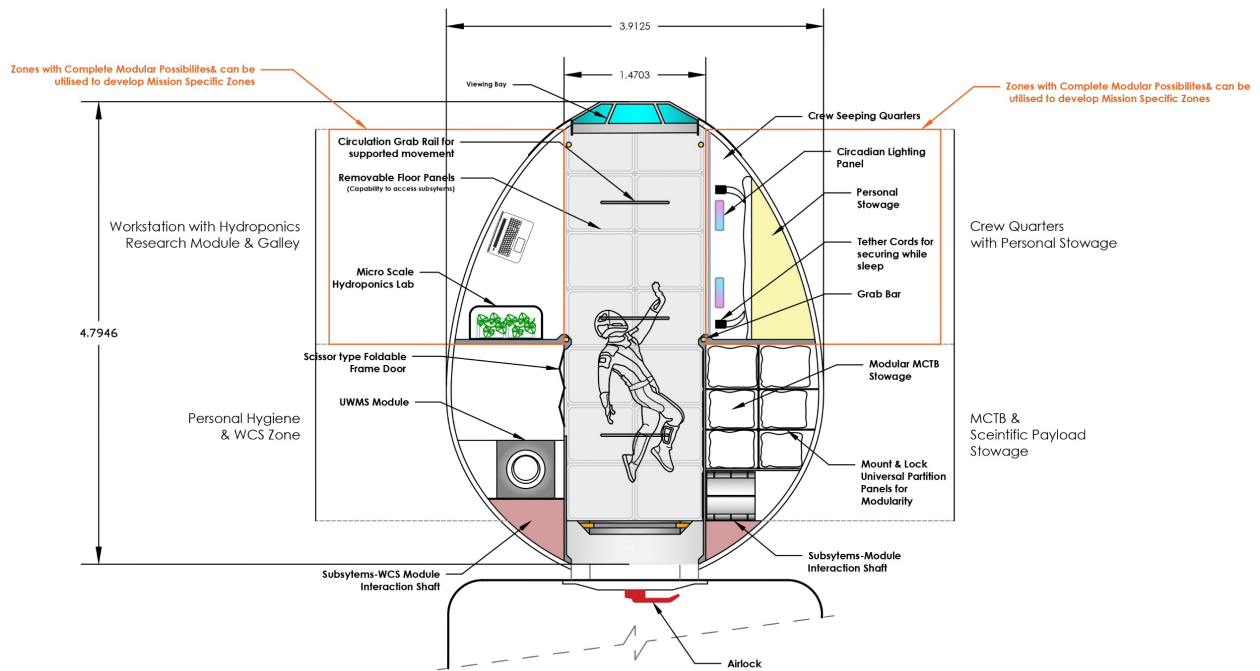 3.9125
Zones with Complete Modular Possibilites& can be
utilised to develop Mission Specific Zones
1.4703
Viewing Bay
Zones with Complete Modular Possibilites& can be
utilised to develop Mission Specific Zones
Crew Seeping Quarters
Circulation Grab Rail for
supported movement
Circadian Lighting
Panel
Removable Floor Panels
(Capability to access subsytems)
Personal
Stowage
Workstation with Hydroponics
Research Module & Galley
Crew Quarters
with Personal Stowage
Tether Cords for
securing while
sleep
Micro Scale
Hydroponics Lab
Grab Bar
4.7946
Scissor type Foldable
Frame Door
Modular MCTB
Stowage
UWMS Module
Personal Hygiene
& WCS Zone
MCTB &
Sceintific Payload
Stowage
Mount & Lock
Universal Partition
Panels for
Modularity
Subsytems-WCS Module
Interaction Shaft
Subsytems-Module
Interaction Shaft
Airlock